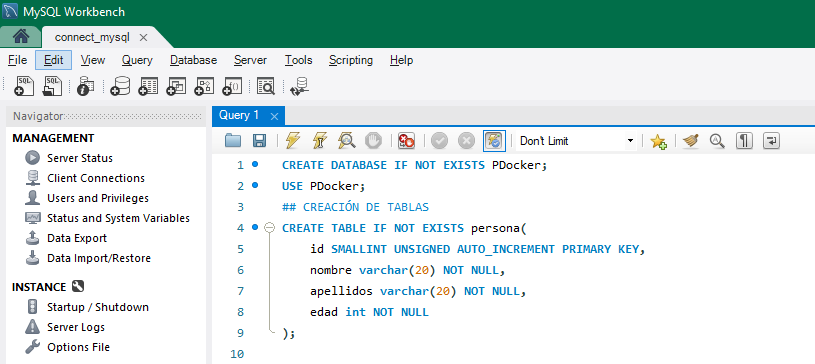 MySQL Workbench
connect_mysql ×
File Edit View Query Database Server Tools Scripting Help
Navigator
Query 1 ×
MANAGEMENT
Server Status
Client Connections
Users and Privileges
Status and System Variables
Data Export
Data Import/Restore
INSTANCE
Startup / Shutdown
Server Logs
Options File
Don't Limit
1 CREATE DATABASE IF NOT EXISTS PDocker;
2 USE PDocker;
3 ## CREACIÓN DE TABLAS
4 CREATE TABLE IF NOT EXISTS persona(
5 id SMALLINT UNSIGNED AUTO_INCREMENT PRIMARY KEY,
6 nombre varchar(20) NOT NULL,
7 apellidos varchar(20) NOT NULL,
8 edad int NOT NULL
9 );
10